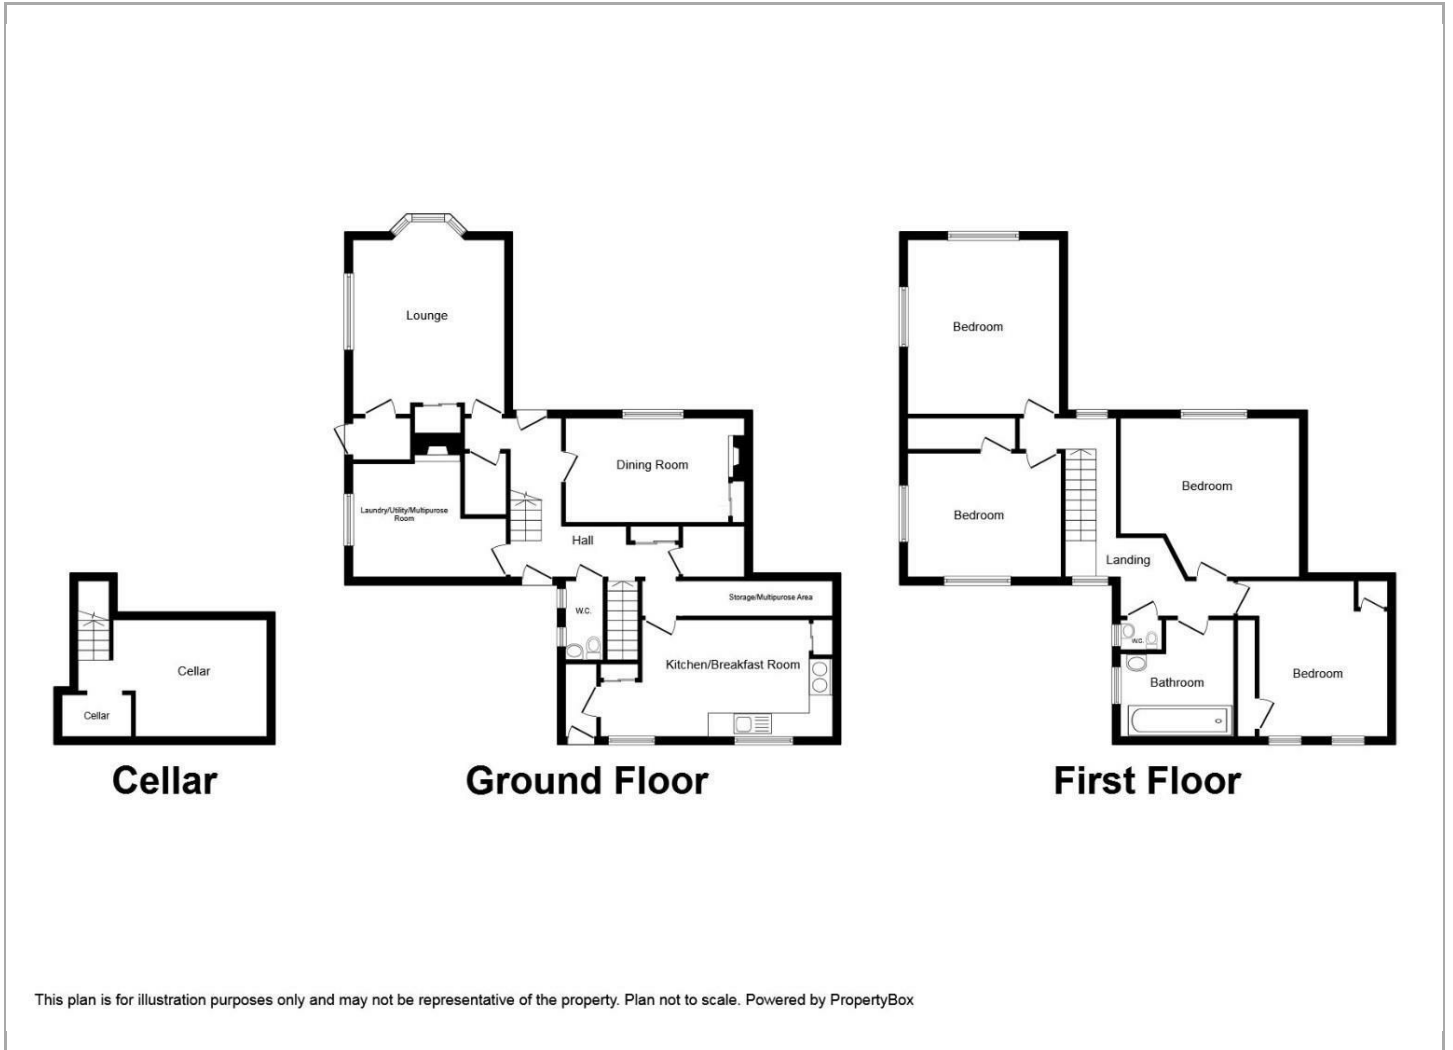 Lounge
Dining Room
Laundry/Utility/Multipurose
Room
Hall
W.C.
Storage/Multipurose Area
Kitchen/Breakfast Room
Cellar
Cellar
Bedroom
Bedroom
Bedroom
Landing
W.C.
Bathroom
Bedroom
Cellar
Ground Floor
First Floor
This plan is for illustration purposes only and may not be representative of the property. Plan not to scale. Powered by PropertyBox